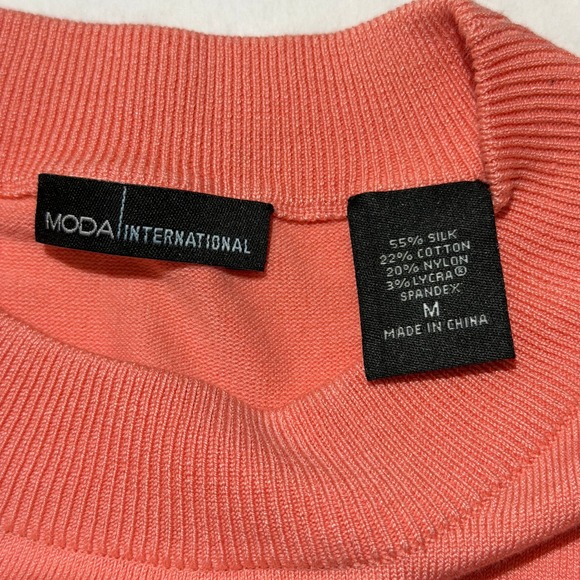 MODA INTERNATIONAL
55% SILK
22% COTTON
20% NYLON
3% LYCRA®
SPANDEX
M
MADE IN CHINA